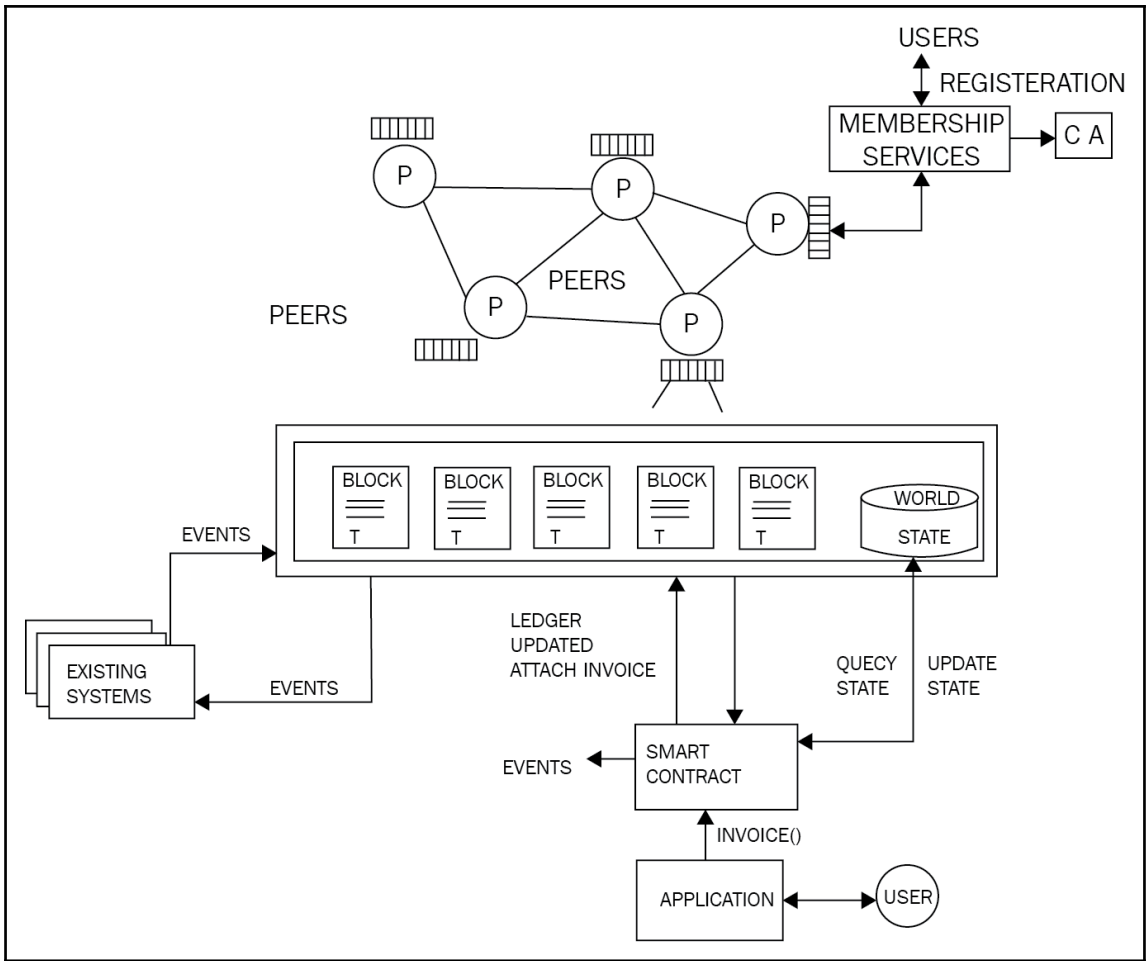 USERS
REGISTERATION
MEMBERSHIP
SERVICES
C A
P
P
P
P
P
PEERS
PEERS
BLOCK
T
BLOCK
T
BLOCK
T
BLOCK
T
BLOCK
T
WORLD
STATE
EVENTS
EXISTING
SYSTEMS
EVENTS
LEDGER
UPDATED
ATTACH INVOICE
QUECY
STATE
UPDATE
STATE
SMART
CONTRACT
EVENTS
INVOICE()
APPLICATION
USER